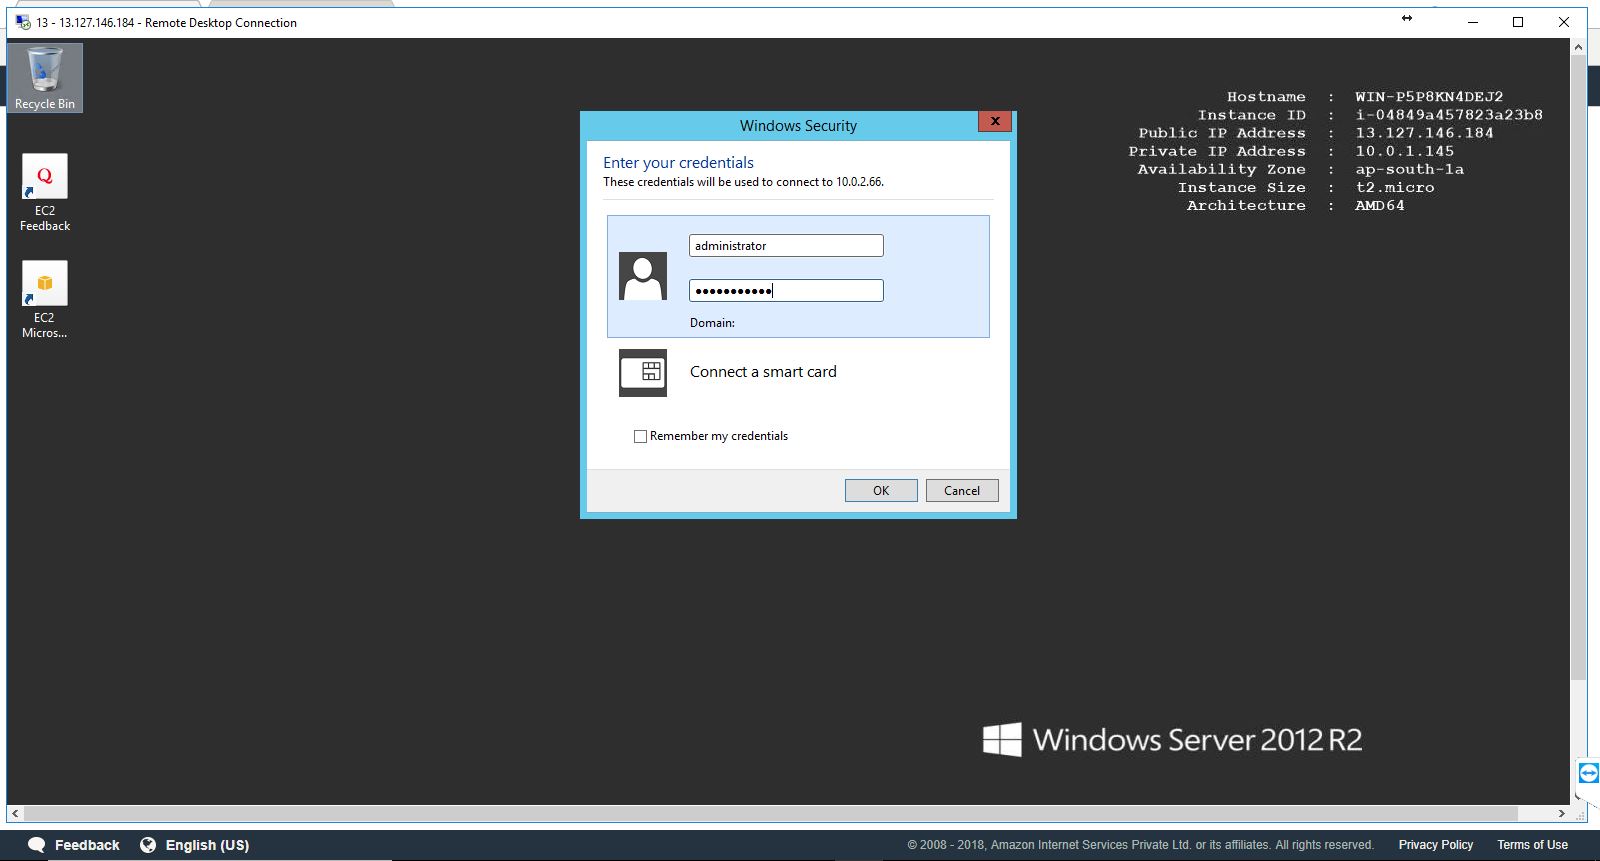 13 - 13.127.146.184 - Remote Desktop Connection
Recycle Bin
EC2
Feedback
EC2
Micros...
Hostname : WIN-P5P8KN4DEJ2
Instance ID : i-04849a457823a23b8
Public IP Address : 13.127.146.184
Private IP Address : 10.0.1.145
Availability Zone : ap-south-1a
Instance Size : t2.micro
Architecture : AMD64
Windows Security
x
Enter your credentials
These credentials will be used to connect to 10.0.2.66.
administrator
●●●●●●●●●●●
Domain:
Connect a smart card
Remember my credentials
OK Cancel
Windows Server 2012 R2
Feedback English (US) © 2008 - 2018, Amazon Internet Services Private Ltd. or its affiliates. All rights reserved. Privacy Policy Terms of Use